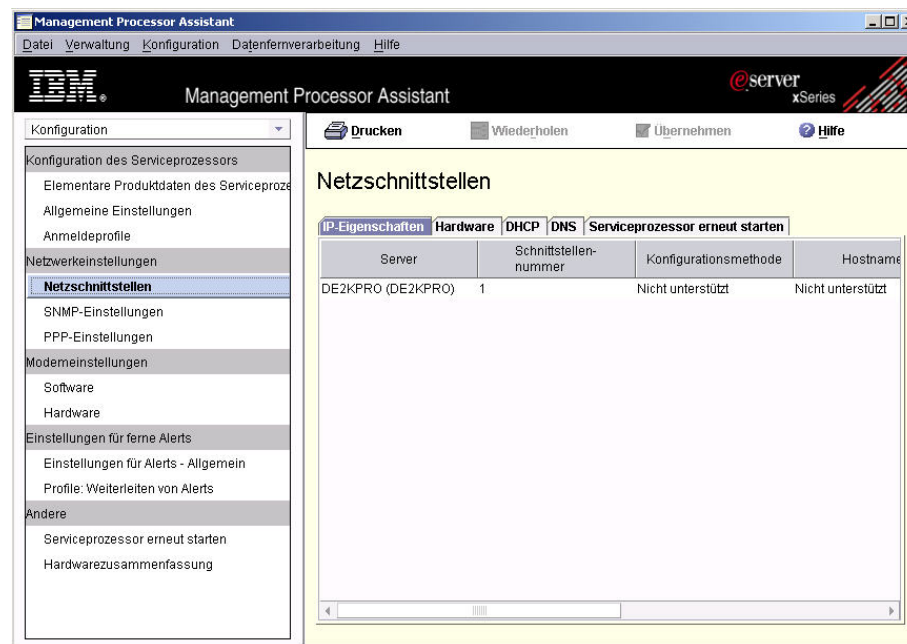 Management Processor Assistant
Datei Verwaltung Konfiguration Datenfernverarbeitung Hilfe
IBM®
Management Processor Assistant
eserver
xSeries
Konfiguration
Drucken Wiederholen Übernehmen Hilfe
Konfiguration des Serviceprozessors
Elementare Produktdaten des Serviceproze
Allgemeine Einstellungen
Anmeldeprofile
Netzwerkeinstellungen
Netzschnittstellen
SNMP-Einstellungen
PPP-Einstellungen
Modemeinstellungen
Software
Hardware
Einstellungen für ferne Alerts
Einstellungen für Alerts - Allgemein
Profile: Weiterleiten von Alerts
Andere
Serviceprozessor erneut starten
Hardwarezusammenfassung
Netzschnittstellen
IP-Eigenschaften Hardware DHCP DNS Serviceprozessor erneut starten
Server Schnittstellen-nummer Konfigurationsmethode Hostname
DE2KPRO (DE2KPRO) 1 Nicht unterstützt Nicht unterstützt